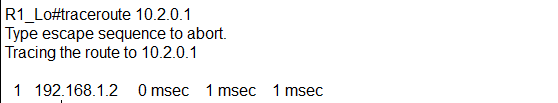 R1_Lo#traceroute 10.2.0.1
Type escape sequence to abort.
Tracing the route to 10.2.0.1
1 192.168.1.2 0 msec 1 msec 1 msec